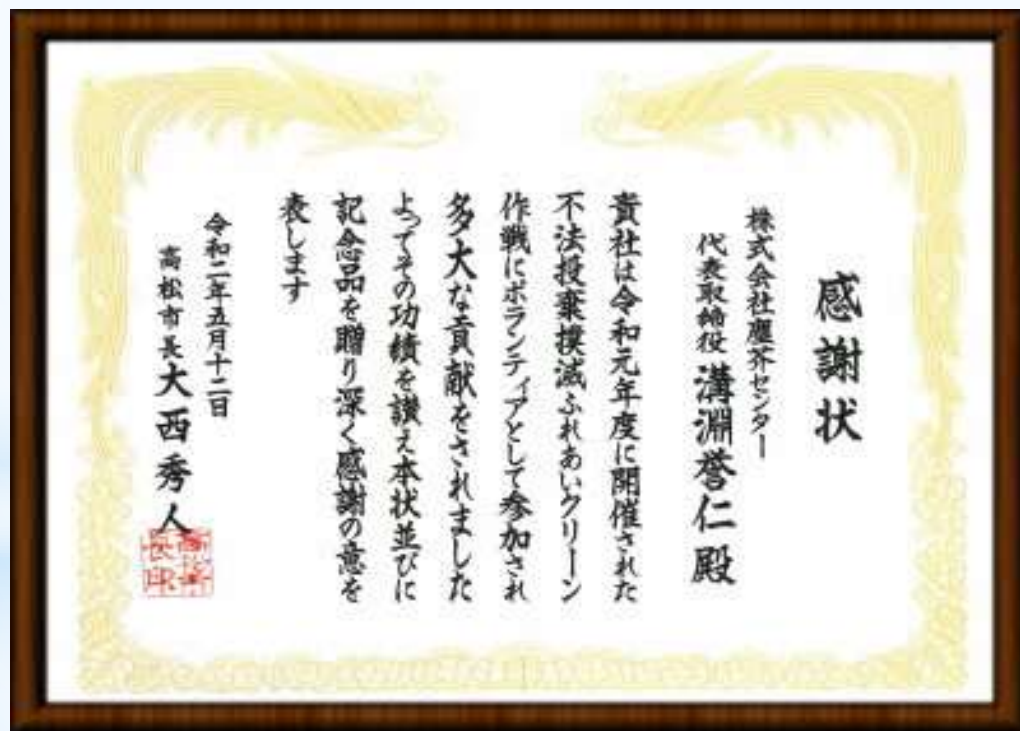 感謝状
株式会社塵芥センター
代表取締役 溝淵誉仁 殿
貴社は令和元年度に開催された
不法投棄撲滅ふれあいクリーン
作戦にボランティアとして参加され
多大な貢献をされました
よってその功績を讃え本状並びに
記念品を贈り深く感謝の意を
表します
令和二年五月十二日
高松市長 大西秀人
高松市長印